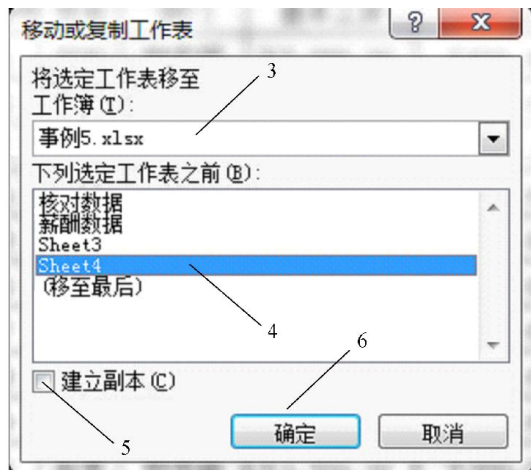 移动或复制工作表
?
X
将选定工作表移至
3
工作簿(T):
事例5.xlsx
下列选定工作表之前(B):
核对数据
薪酬数据
Sheet3
Sheet4
(移至最后)
4
6
建立副本(C)
5
确定
取消